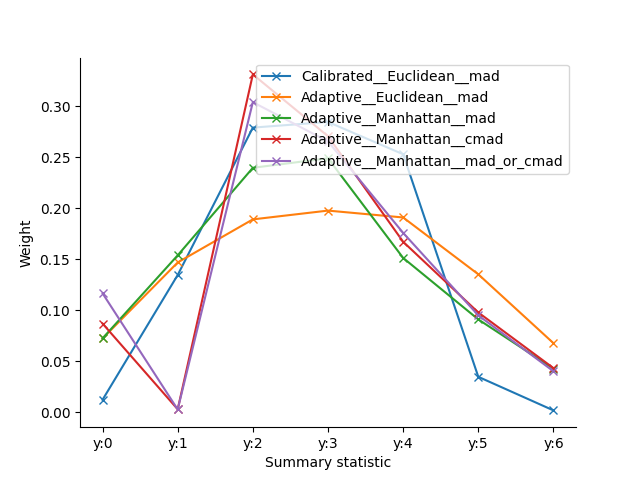 Calibrated__Euclidean__mad
Adaptive__Euclidean__mad
Adaptive__Manhattan__mad
Adaptive__Manhattan__cmad
Adaptive__Manhattan__mad_or_cmad
Weight
0.30
0.25
0.20
0.15
0.10
0.05
0.00
y:0 y:1 y:2 y:3 y:4 y:5 y:6
Summary statistic